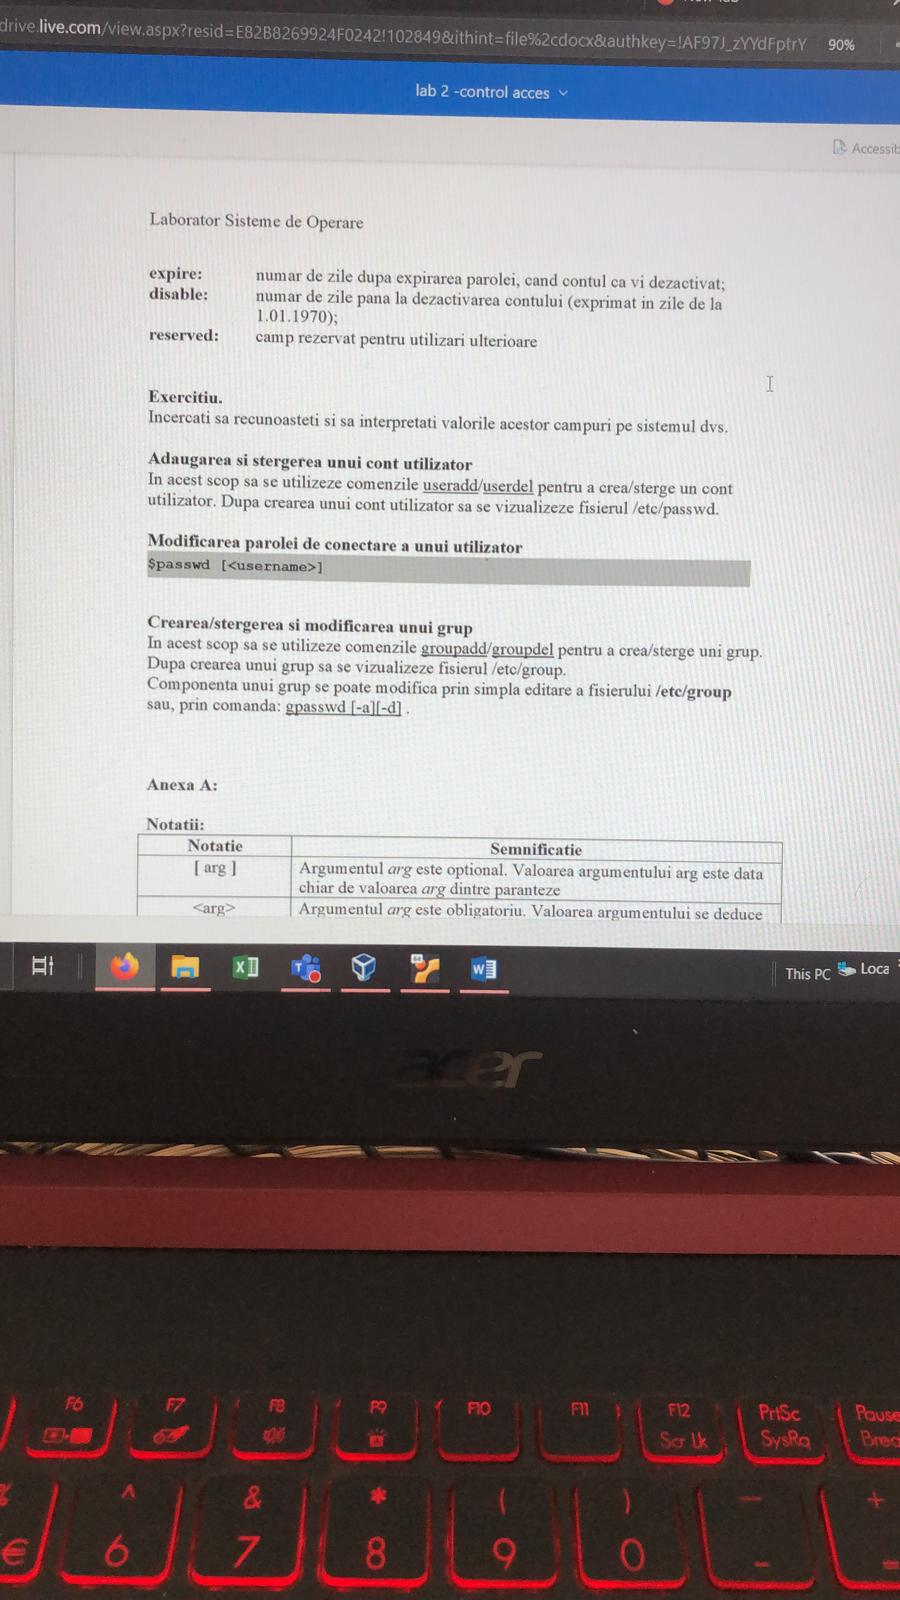 drive.live.com/view.aspx?resid=E82B8269924F0242!102849&ithint=file%2cdocx&authkey=!AF97J_zYYdFptrY 90%
lab 2 -control acces
Accessib
Laborator Sisteme de Operare
expire: numar de zile dupa expirarea parolei, cand contul ca vi dezactivat;
disable: numar de zile pana la dezactivarea contului (exprimat in zile de la
1.01.1970);
reserved: camp rezervat pentru utilizari ulterioare
Exercitiu.
Incercati sa recunoasteti si sa interpretati valorile acestor campuri pe sistemul dvs.
Adaugarea si stergerea unui cont utilizator
In acest scop sa se utilizeze comenzile useradd/userdel pentru a crea/sterge un cont
utilizator. Dupa crearea unui cont utilizator sa se vizualizeze fisierul /etc/passwd.
Modificarea parolei de conectare a unui utilizator
$passwd [<username>]
Crearea/stergerea si modificarea unui grup
In acest scop sa se utilizeze comenzile groupadd/groupdel pentru a crea/sterge uni grup.
Dupa crearea unui grup sa se vizualizeze fisierul /etc/group.
Componenta unui grup se poate modifica prin simpla editare a fisierului /etc/group
sau, prin comanda: gpasswd [-a][-d] .
Anexa A:
Notatii:
Notatie Semnificatie
[ arg ] Argumentul arg este optional. Valoarea argumentului arg este data
chiar de valoarea arg dintre paranteze
<arg> Argumentul arg este obligatoriu. Valoarea argumentului se deduce
This PC Loca
acer
F6 F7 F8 F9 F10 F11 F12 PrtSc Pause
Scr Lk SysRq Brea
% ^ & * ( ) — +
€ 6 7 8 9 0 - =